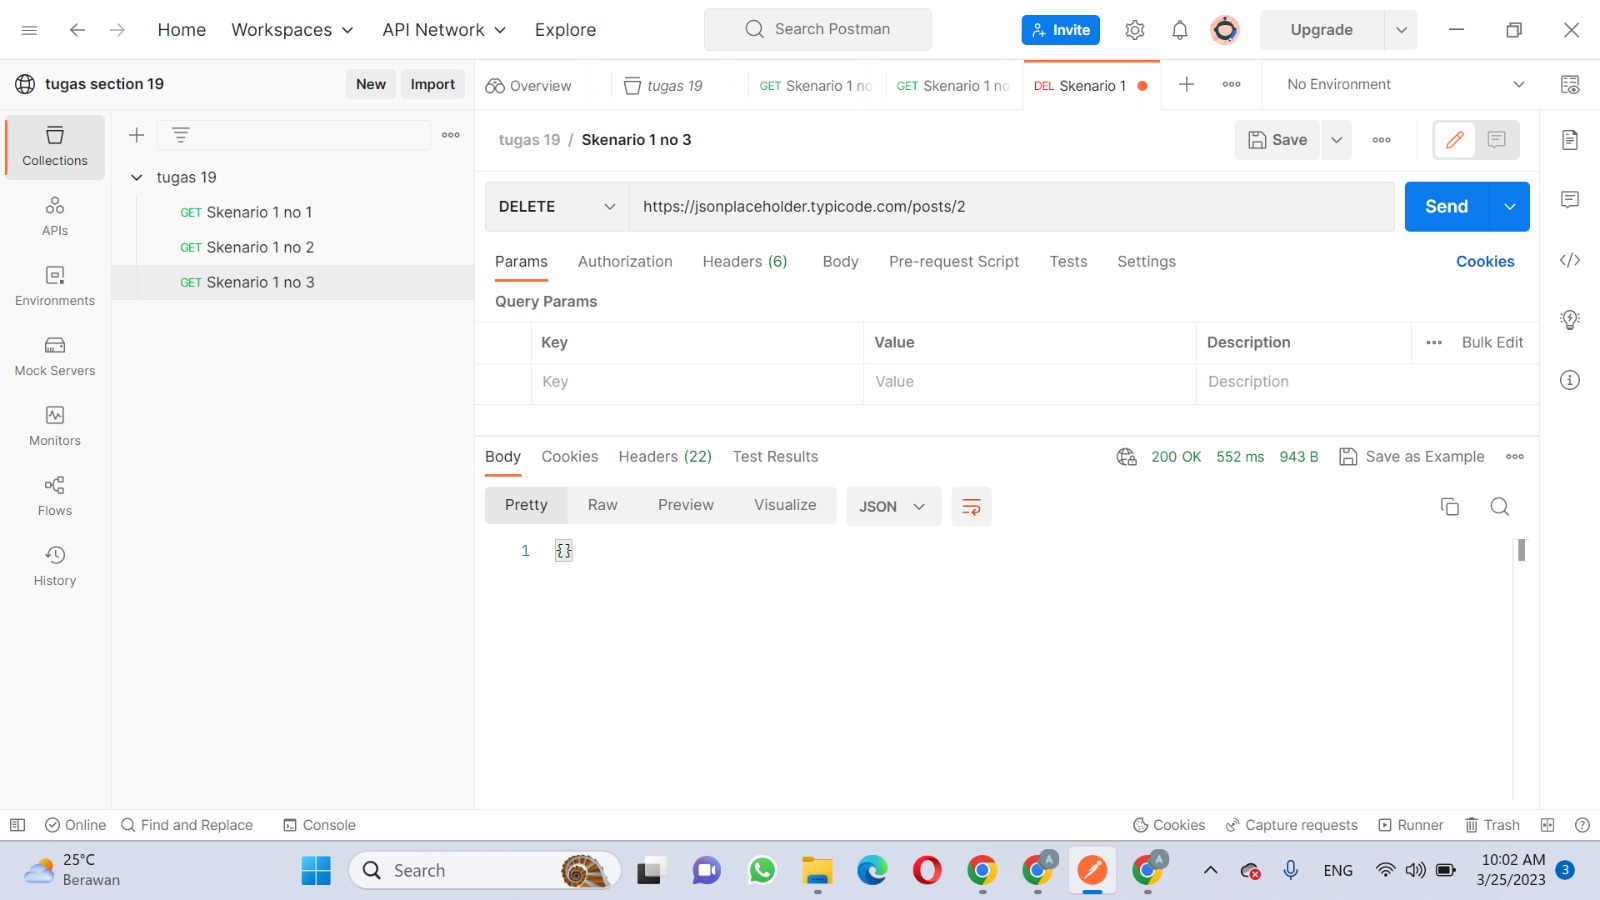 Home
Workspaces
API Network
Explore
Search Postman
Invite
Upgrade
tugas section 19
New
Import
Overview
tugas 19
GET Skenario 1 no
GET Skenario 1 no
DEL Skenario 1
No Environment
Collections
APIs
Environments
Mock Servers
Monitors
Flows
History
tugas 19
GET Skenario 1 no 1
GET Skenario 1 no 2
GET Skenario 1 no 3
tugas 19 / Skenario 1 no 3
Save
DELETE
https://jsonplaceholder.typicode.com/posts/2
Send
Params
Authorization
Headers (6)
Body
Pre-request Script
Tests
Settings
Cookies
Query Params
Key
Value
Description
Bulk Edit
Key
Value
Description
Body
Cookies
Headers (22)
Test Results
200 OK
552 ms
943 B
Save as Example
Pretty
Raw
Preview
Visualize
JSON
1 {}
Online
Find and Replace
Console
Cookies
Capture requests
Runner
Trash
25°C
Berawan
Search
A
A
ENG
10:02 AM
3/25/2023
3